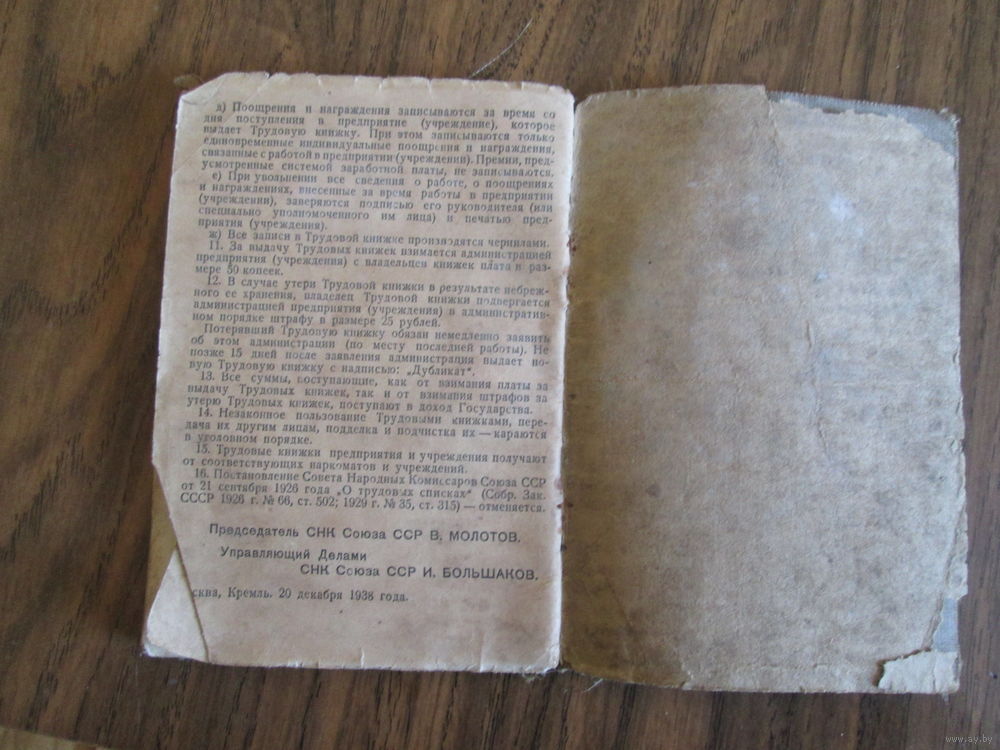 д) Поощрения и награждения записываются за время со
дня поступления в предприятие (учреждение), которое
выдает Трудовую книжку. При этом записываются только
единовременные индивидуальные поощрения и награждения,
связанные с работой в предприятии (учреждении). Премии, пред-
усмотренные системой заработной платы, не записываются.
е) При увольнении все сведения о работе, о поощрениях
и награждениях, внесенные за время работы в предприятии
(учреждении), заверяются подписью его руководителя (или
специально уполномоченного им лица) и печатью пред-
приятия (учреждения).
ж) Все записи в Трудовой книжке производятся чернилами.
11. За выдачу Трудовых книжек взимается администрацией
предприятия (учреждения) с владельцев книжек плата в раз-
мере 50 копеек.
12. В случае утери Трудовой книжки в результате небреж-
ного ее хранения, владелец Трудовой книжки подвергается
администрацией предприятия (учреждения) в административ-
ном порядке штрафу в размере 25 рублей.
Потерявший Трудовую книжку обязан немедленно заявить
об этом администрации (по месту последней работы). Не
позже 15 дней после заявления администрация выдает но-
вую Трудовую книжку с надписью: „Дубликат“.
13. Все суммы, поступающие, как от взимания платы за
выдачу Трудовых книжек, так и от взимания штрафов за
утерю Трудовых книжек, поступают в доход Государства.
14. Незаконное пользование Трудовыми книжками, пере-
дача их другим лицам, подделка и подчистка их — караются
в уголовном порядке.
15. Трудовые книжки предприятия и учреждения получают
от соответствующих наркоматов и учреждений.
16. Постановление Совета Народных Комиссаров Союза ССР
от 21 сентября 1926 года „О трудовых списках“ (Собр. Зак.
СССР 1926 г. № 66, ст. 502; 1929 г. № 35, ст. 315) — отменяется.
Председатель СНК Союза ССР В. МОЛОТОВ.
Управляющий Делами
СНК Союза ССР И. БОЛЬШАКОВ.
сква, Кремль. 20 декабря 1938 года.
www.ay.by